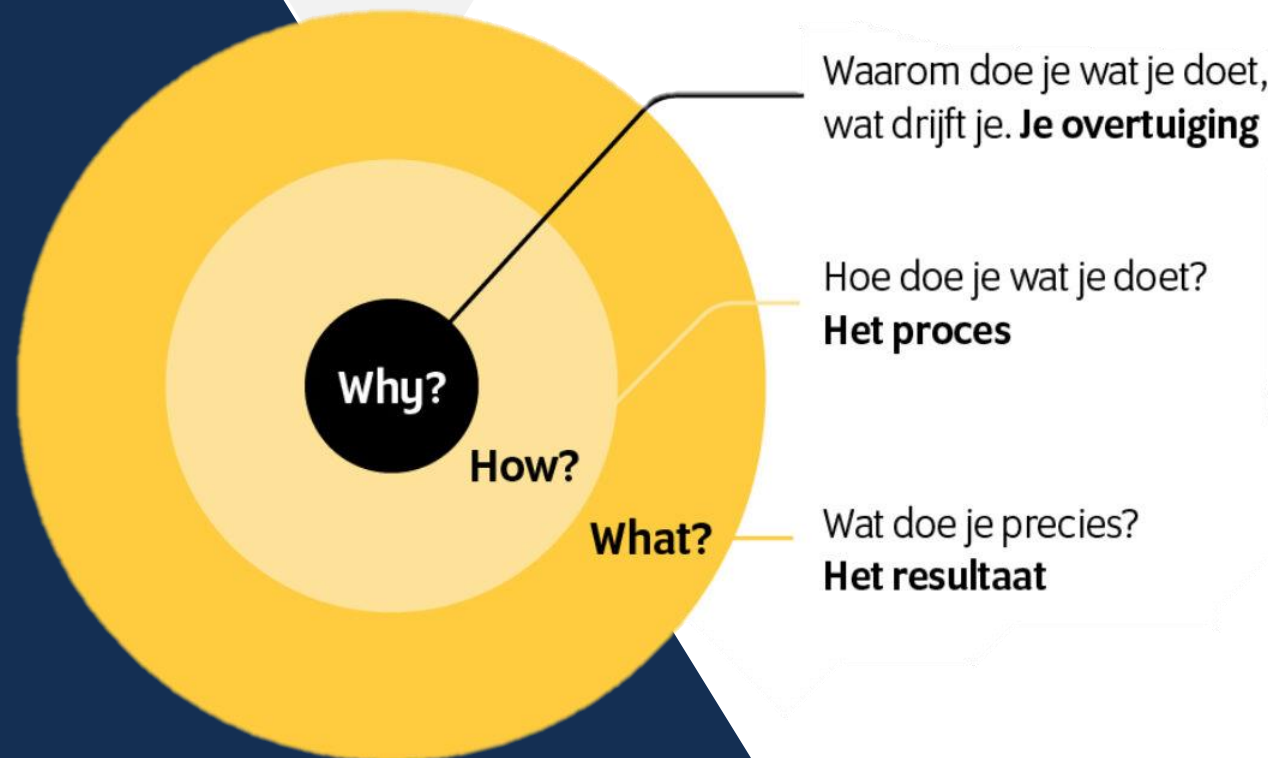 Waarom doe je wat je doet,
wat drijft je. Je overtuiging
Hoe doe je wat je doet?
Het proces
Why?
How?
What?
Wat doe je precies?
Het resultaat